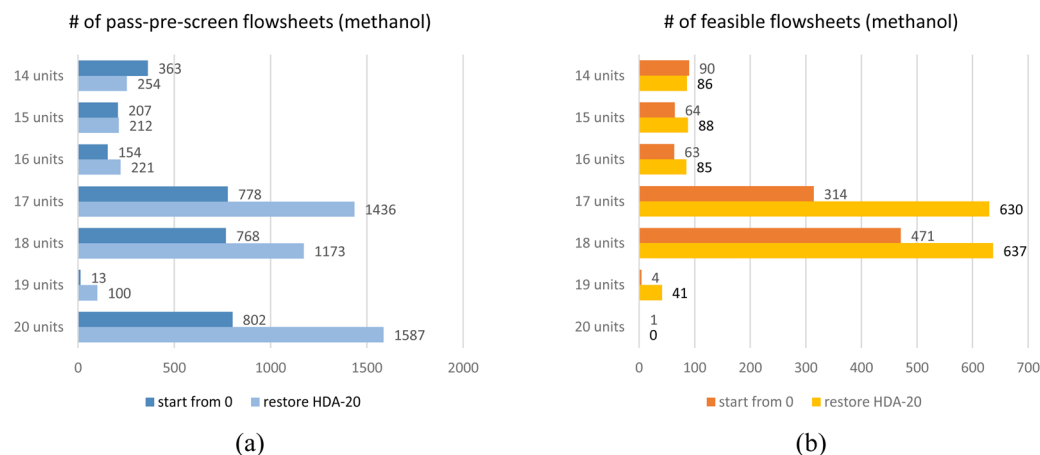 # of pass-pre-screen flowsheets (methanol)
14 units
363
254
15 units
207
212
16 units
154
221
17 units
778
1436
18 units
768
1173
19 units
13
100
20 units
802
1587
0 500 1000 1500 2000
start from 0 restore HDA-20
(a)
# of feasible flowsheets (methanol)
14 units
90
86
15 units
64
88
16 units
63
85
17 units
314
630
18 units
471
637
19 units
4
41
20 units
1
0
0 100 200 300 400 500 600 700
start from 0 restore HDA-20
(b)